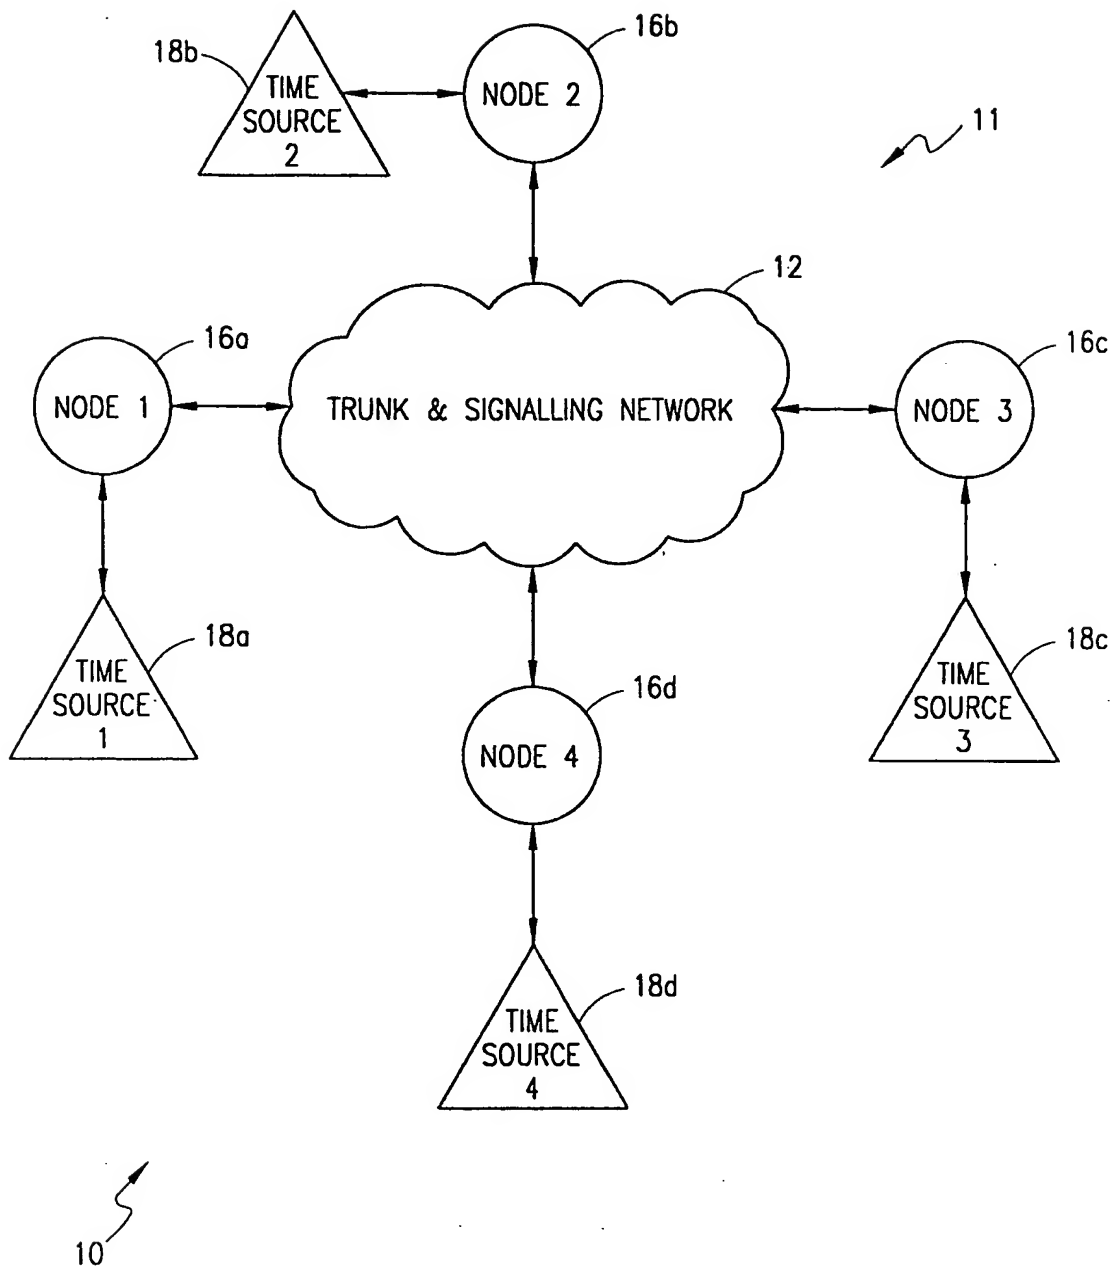 18b
TIME
SOURCE
2
NODE 2
16b
11
12
16a
NODE 1
TRUNK & SIGNALLING NETWORK
16c
NODE 3
18a
TIME
SOURCE
1
16d
NODE 4
18c
TIME
SOURCE
3
18d
TIME
SOURCE
4
10